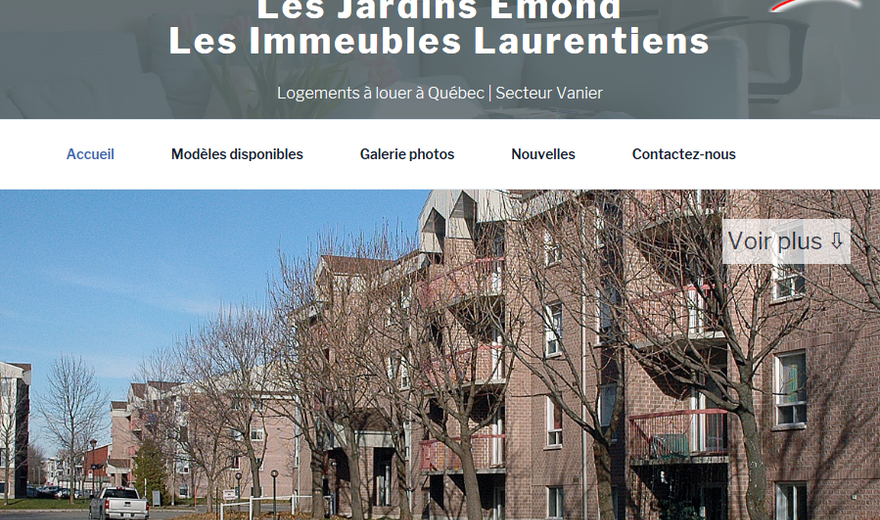 Les Jardins Émond
Les Immeubles Laurentiens
Logements à louer à Québec | Secteur Vanier
Accueil
Modèles disponibles
Galerie photos
Nouvelles
Contactez-nous
Voir plus ⇩